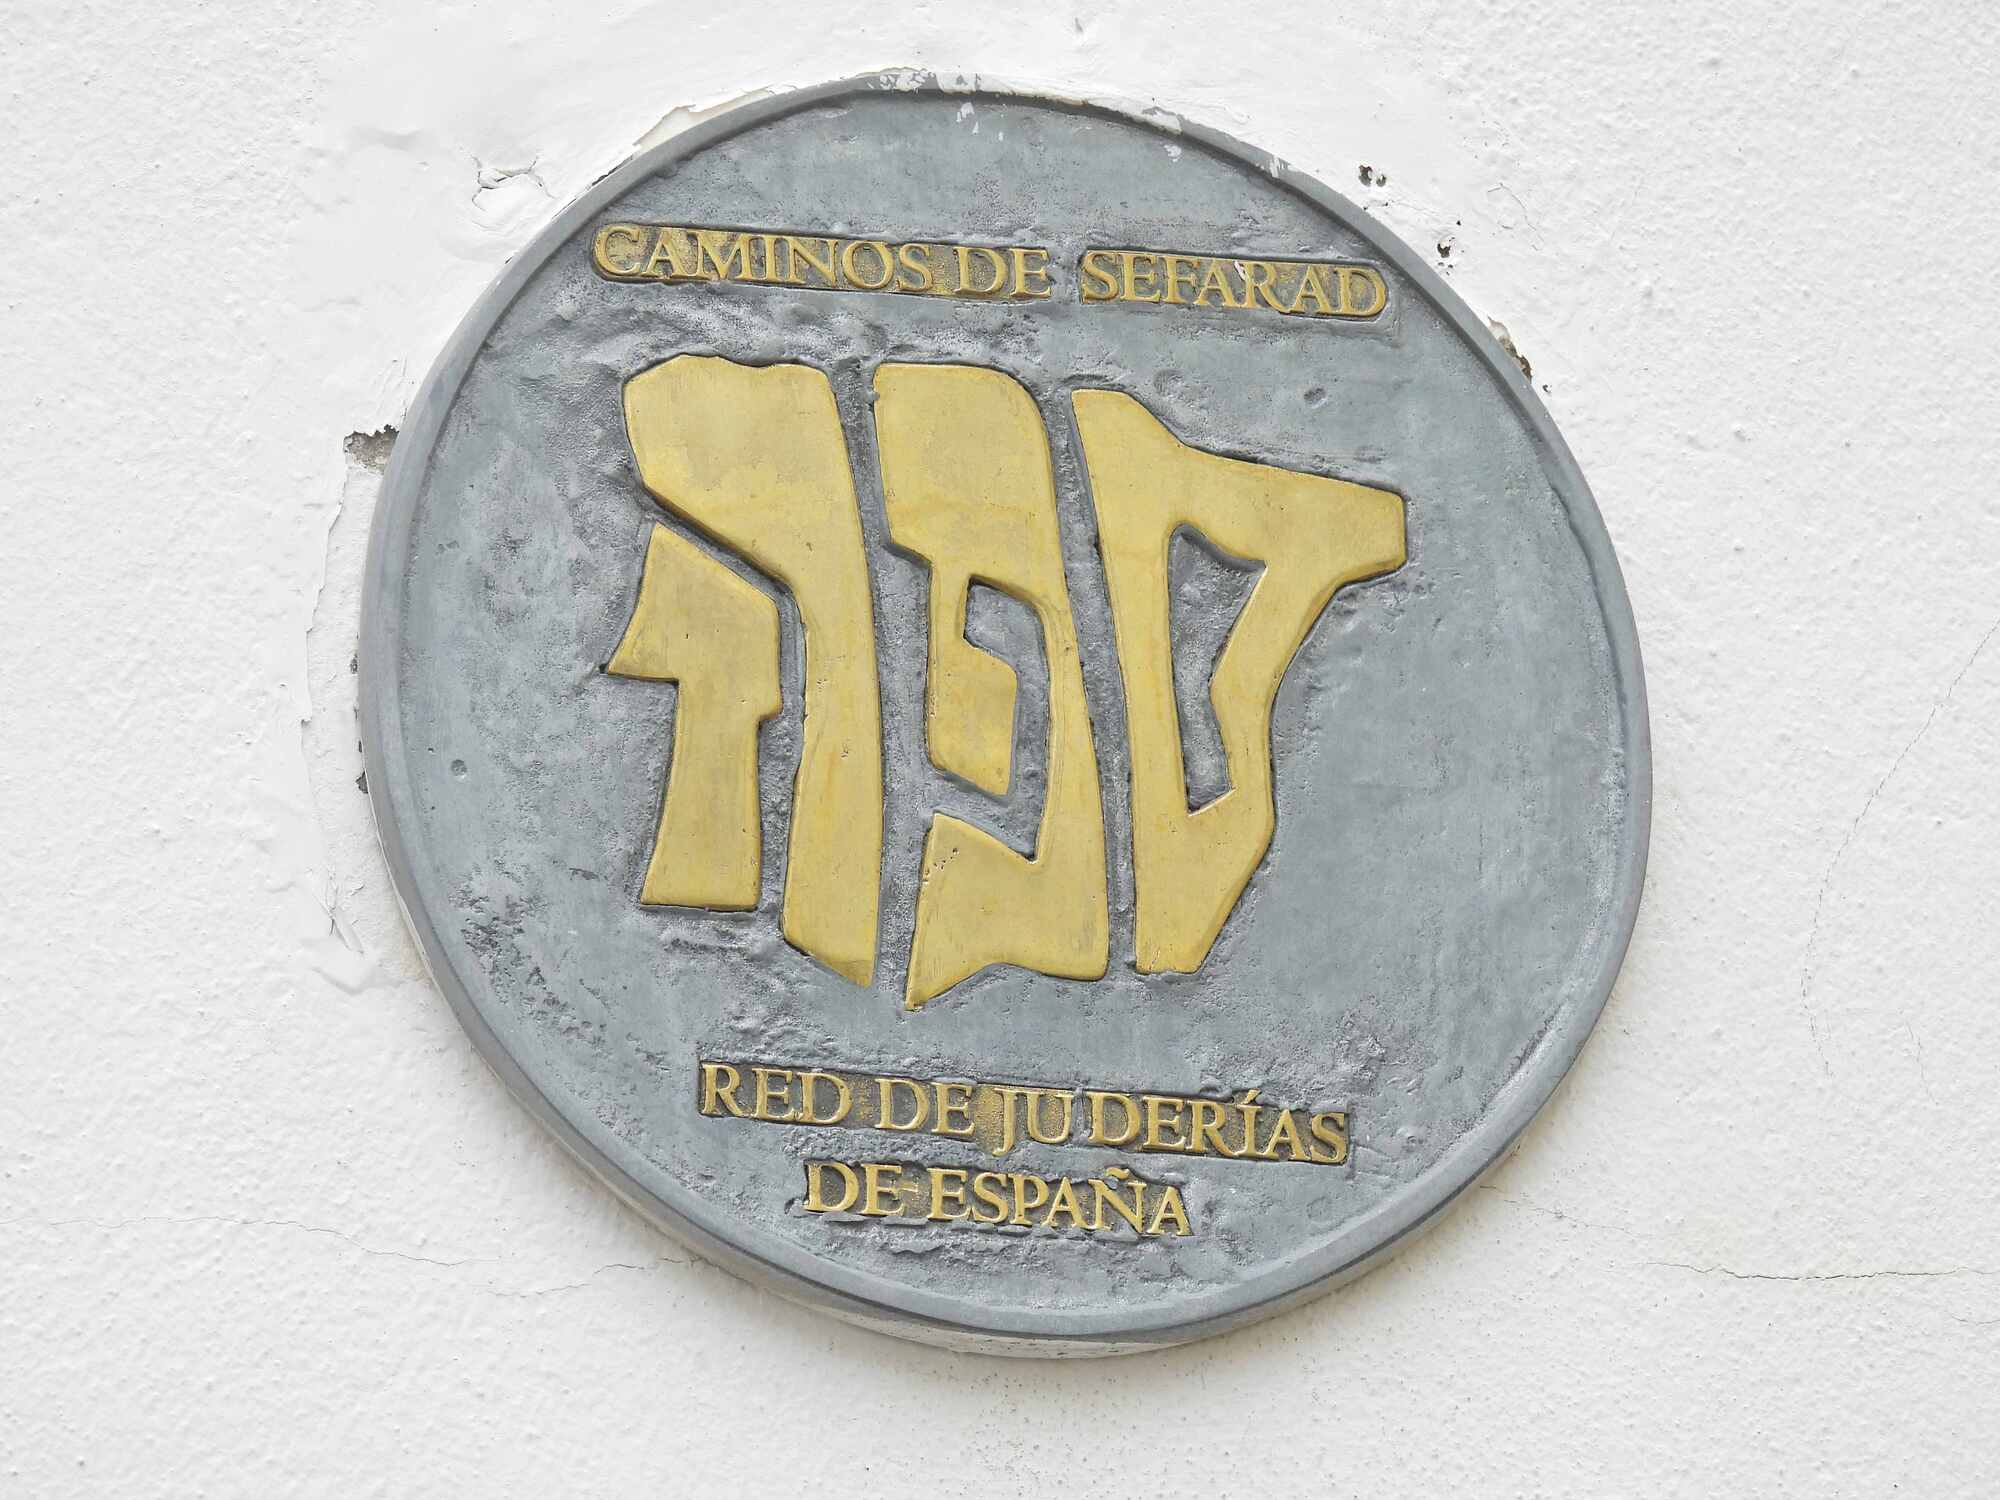 CAMINOS DE SEFARAD
ספרד
RED DE JUDERÍAS
DE ESPAÑA